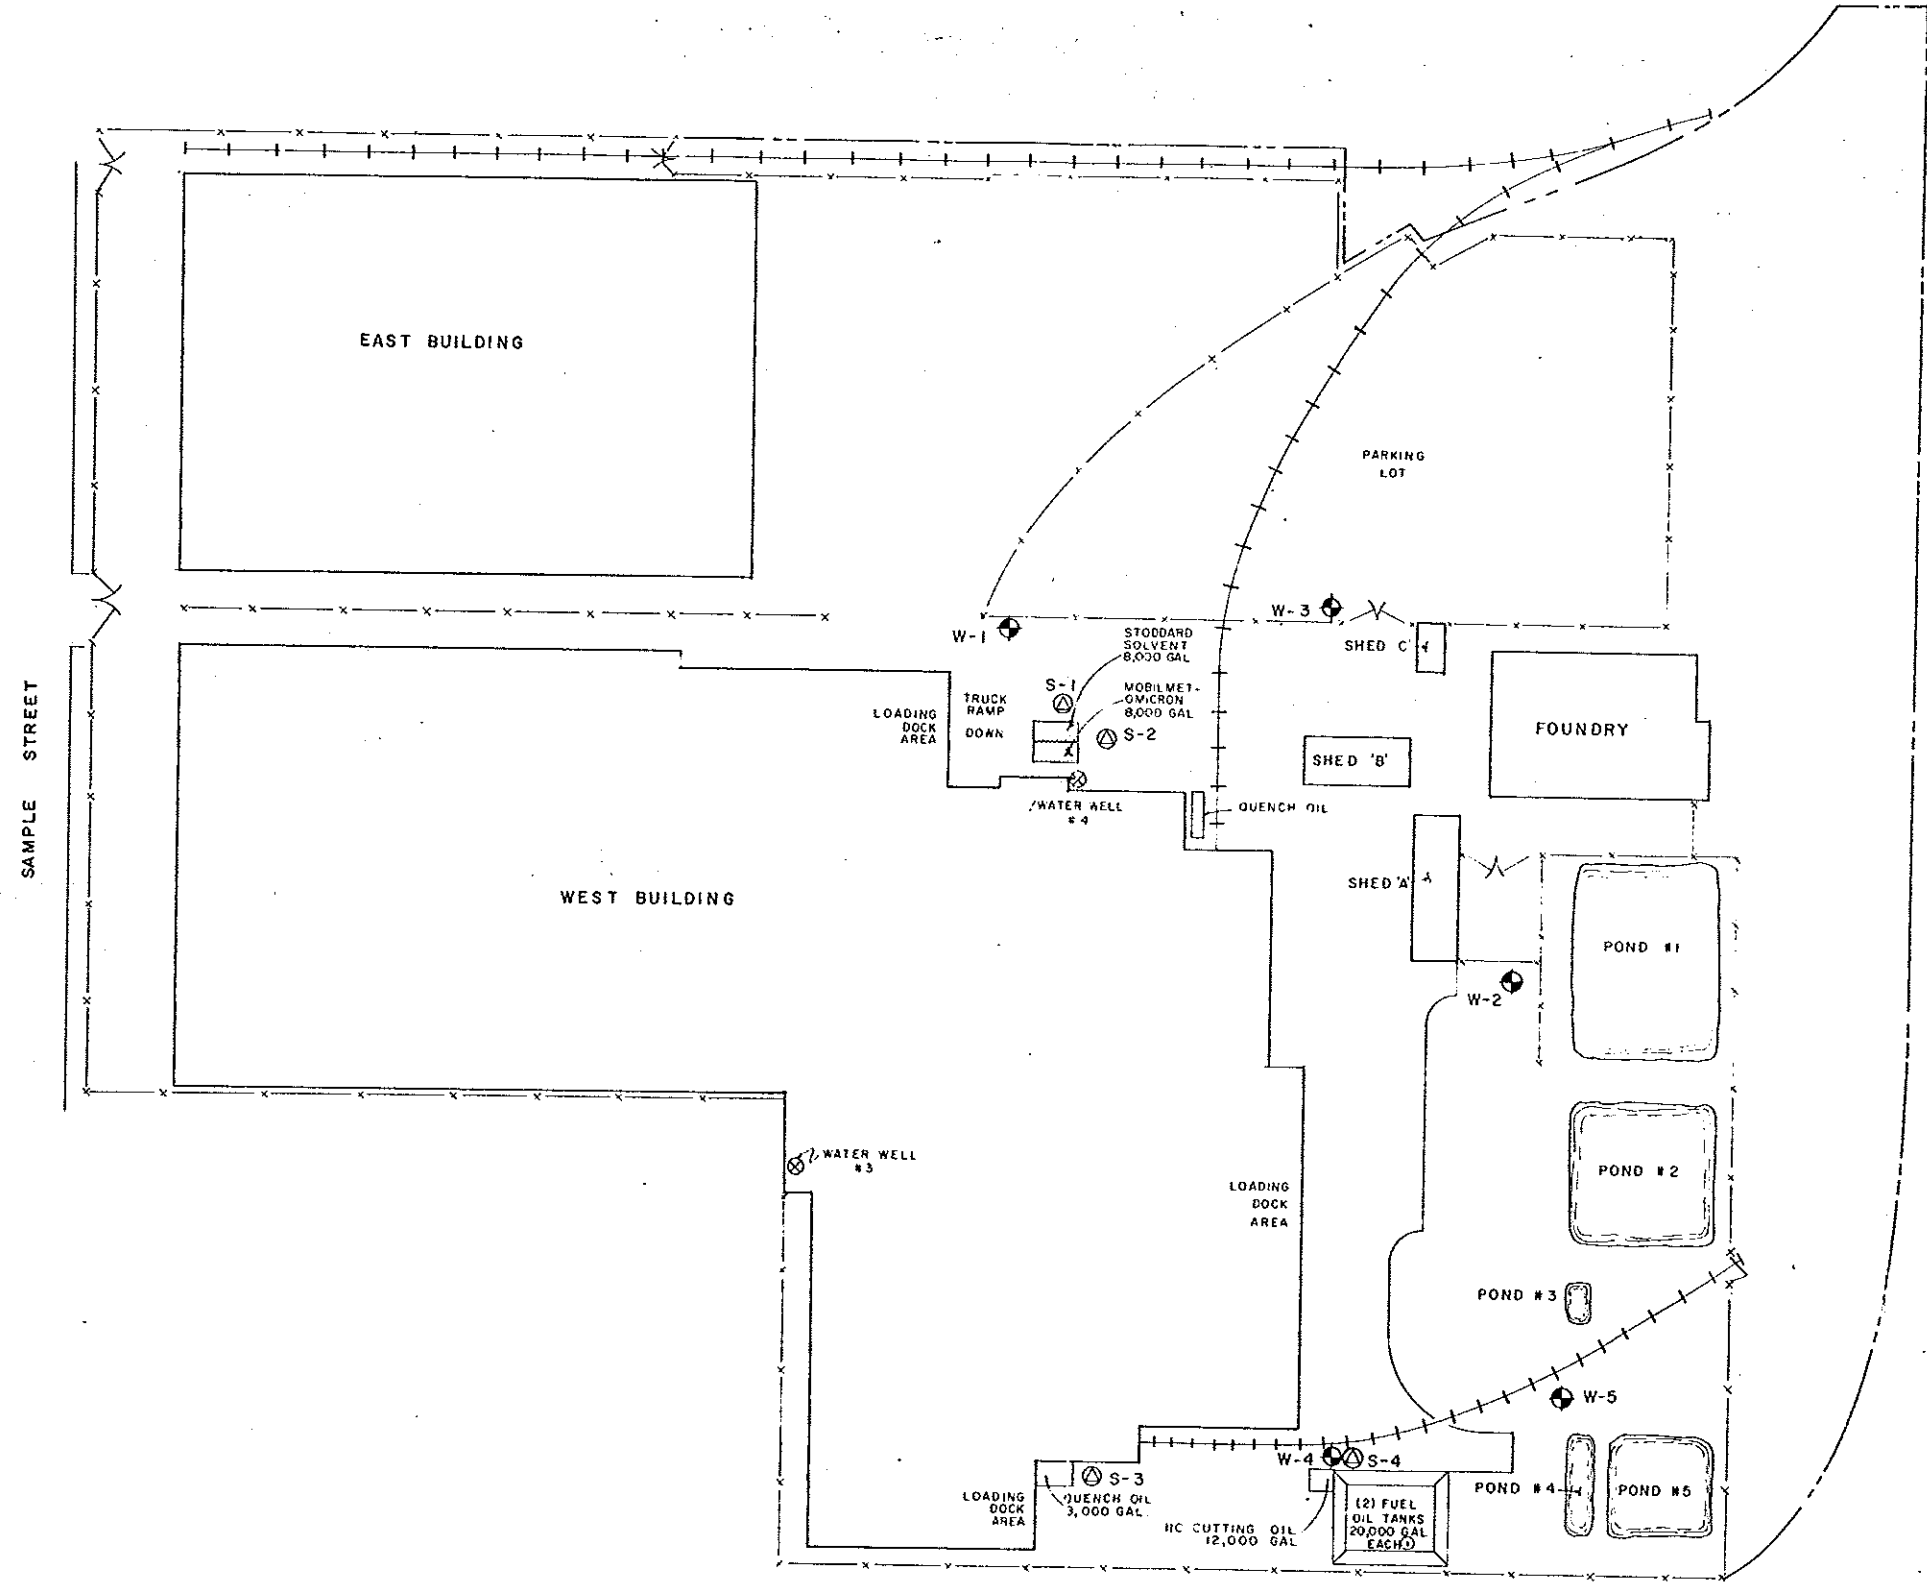 EAST BUILDING
PARKING
LOT
W-1
W-3
STODDARD
SOLVENT
8,000 GAL
SHED 'C'
S-1
MOBILMET-
OMICRON
8,000 GAL
TRUCK
RAMP
DOWN
LOADING
DOCK
AREA
S-2
FOUNDRY
SHED 'B'
SAMPLE STREET
WATER WELL
#4
QUENCH OIL
WEST BUILDING
SHED 'A'
POND #1
W-2
WATER WELL
#3
POND #2
LOADING
DOCK
AREA
POND #3
W-5
W-4
S-4
S-3
LOADING
DOCK
AREA
QUENCH OIL
3,000 GAL.
CUTTING OIL
12,000 GAL
(2) FUEL
OIL TANKS
20,000 GAL
EACH
POND #4
POND #5